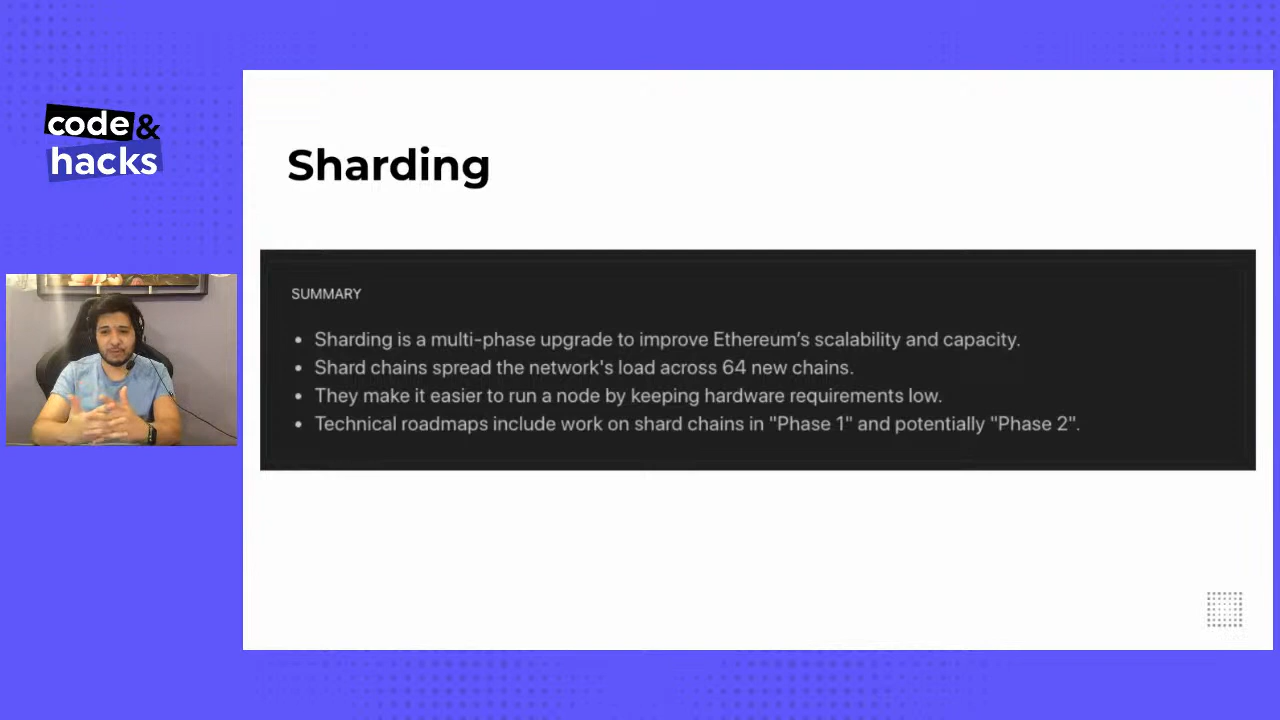 code&
hacks
Sharding
SUMMARY
• Sharding is a multi-phase upgrade to improve Ethereum’s scalability and capacity.
• Shard chains spread the network's load across 64 new chains.
• They make it easier to run a node by keeping hardware requirements low.
• Technical roadmaps include work on shard chains in "Phase 1" and potentially "Phase 2".